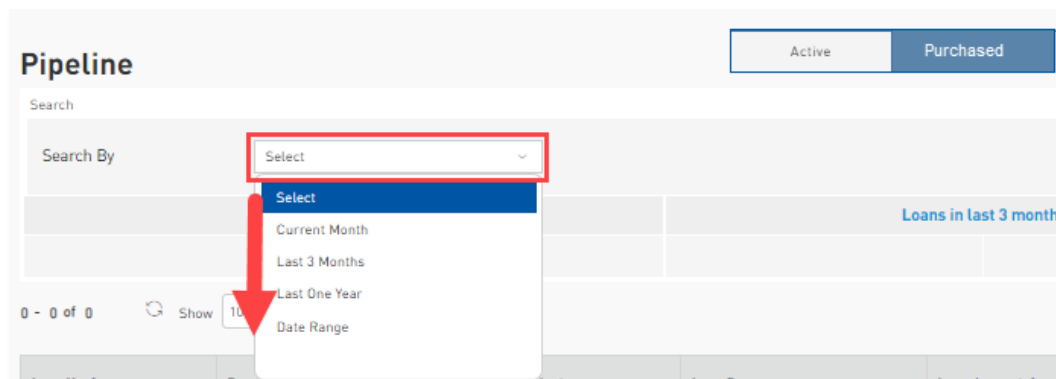 Pipeline
Active
Purchased
Search
Search By
Select
Select
Current Month
Loans in last 3 month
Last 3 Months
Last One Year
0 - 0 of 0
Show
Date Range